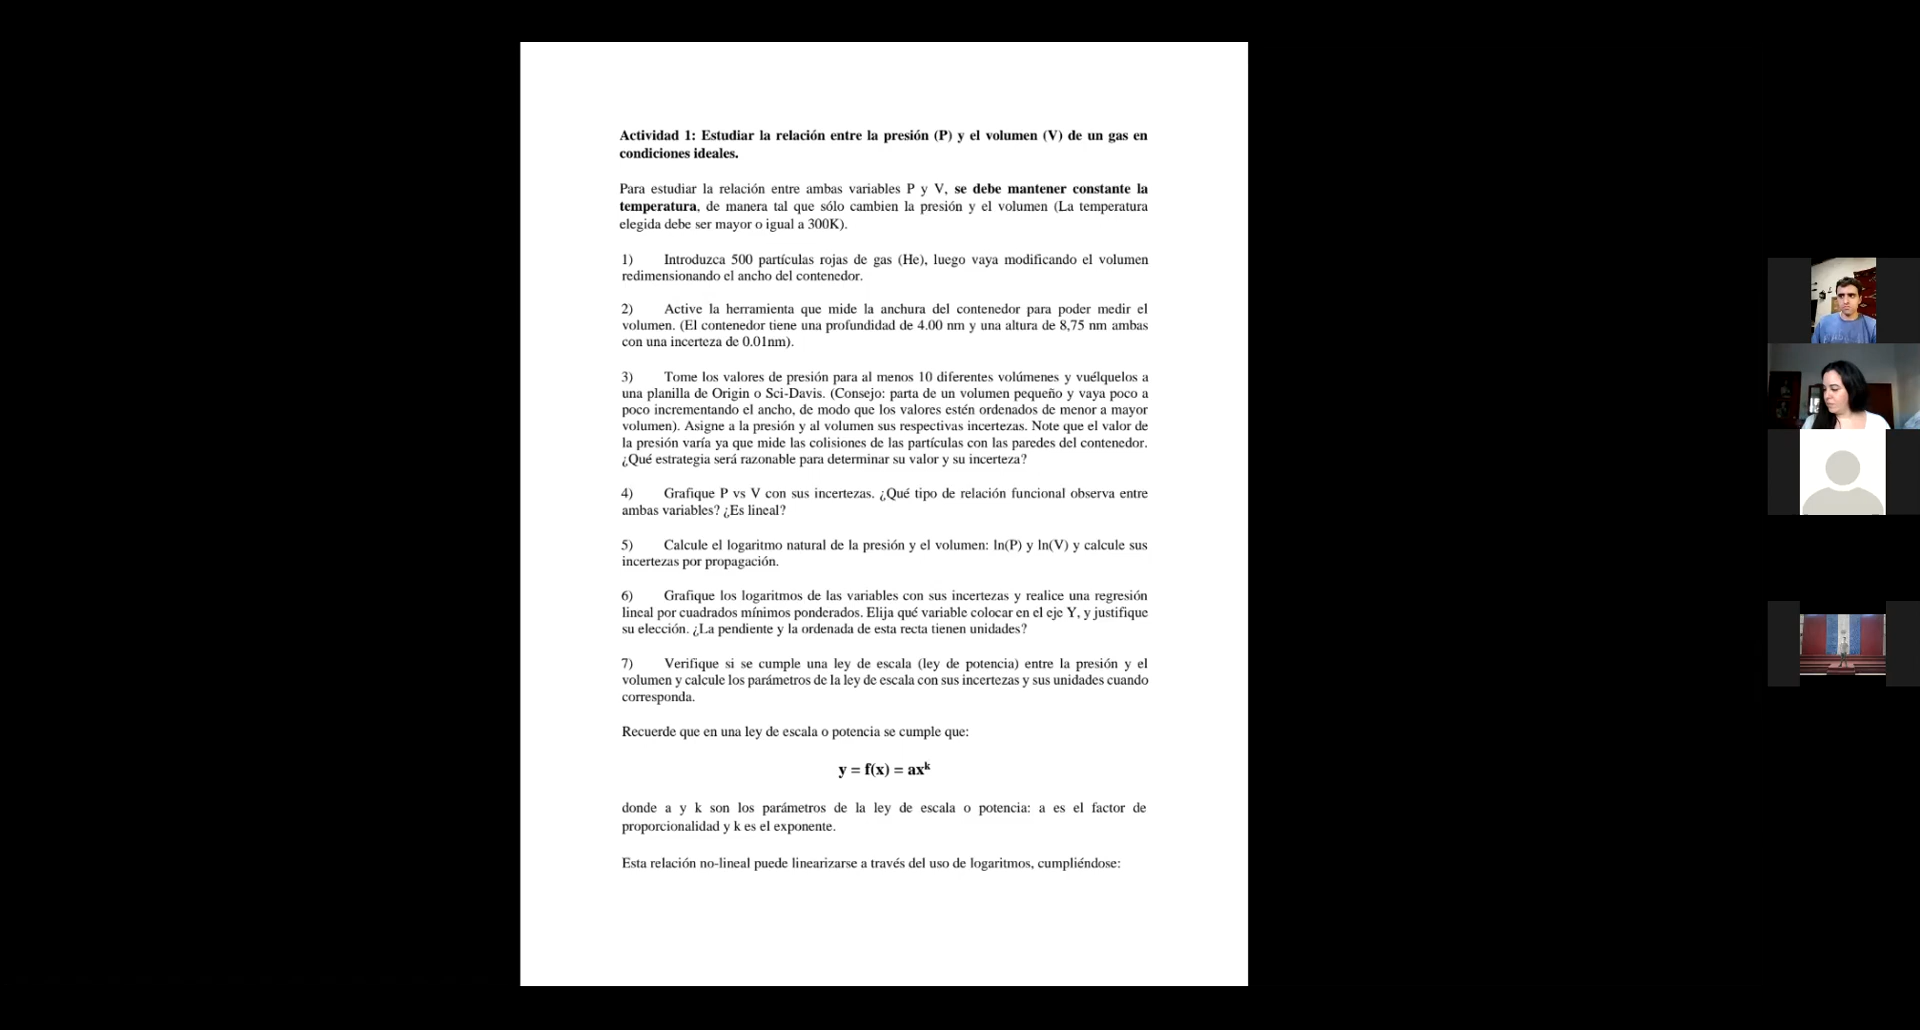 Actividad 1: Estudiar la relación entre la presión (P) y el volumen (V) de un gas en
condiciones ideales.
Para estudiar la relación entre ambas variables P y V, se debe mantener constante la
temperatura, de manera tal que sólo cambien la presión y el volumen (La temperatura
elegida debe ser mayor o igual a 300K).
1) Introduzca 500 partículas rojas de gas (He), luego vaya modificando el volumen
redimensionando el ancho del contenedor.
2) Active la herramienta que mide la anchura del contenedor para poder medir el
volumen. (El contenedor tiene una profundidad de 4.00 nm y una altura de 8,75 nm ambas
con una incerteza de 0.01nm).
3) Tome los valores de presión para al menos 10 diferentes volúmenes y vuélquelos a
una planilla de Origin o Sci-Davis. (Consejo: parta de un volumen pequeño y vaya poco a
poco incrementando el ancho, de modo que los valores estén ordenados de menor a mayor
volumen). Asigne a la presión y al volumen sus respectivas incertezas. Note que el valor de
la presión varía ya que mide las colisiones de las partículas con las paredes del contenedor.
¿Qué estrategia será razonable para determinar su valor y su incerteza?
4) Grafique P vs V con sus incertezas. ¿Qué tipo de relación funcional observa entre
ambas variables? ¿Es lineal?
5) Calcule el logaritmo natural de la presión y el volumen: ln(P) y ln(V) y calcule sus
incertezas por propagación.
6) Grafique los logaritmos de las variables con sus incertezas y realice una regresión
lineal por cuadrados mínimos ponderados. Elija qué variable colocar en el eje Y, y justifique
su elección. ¿La pendiente y la ordenada de esta recta tienen unidades?
7) Verifique si se cumple una ley de escala (ley de potencia) entre la presión y el
volumen y calcule los parámetros de la ley de escala con sus incertezas y sus unidades cuando
corresponda.
Recuerde que en una ley de escala o potencia se cumple que:
y = f(x) = ax^k
donde a y k son los parámetros de la ley de escala o potencia: a es el factor de
proporcionalidad y k es el exponente.
Esta relación no-lineal puede linearizarse a través del uso de logaritmos, cumpliéndose: